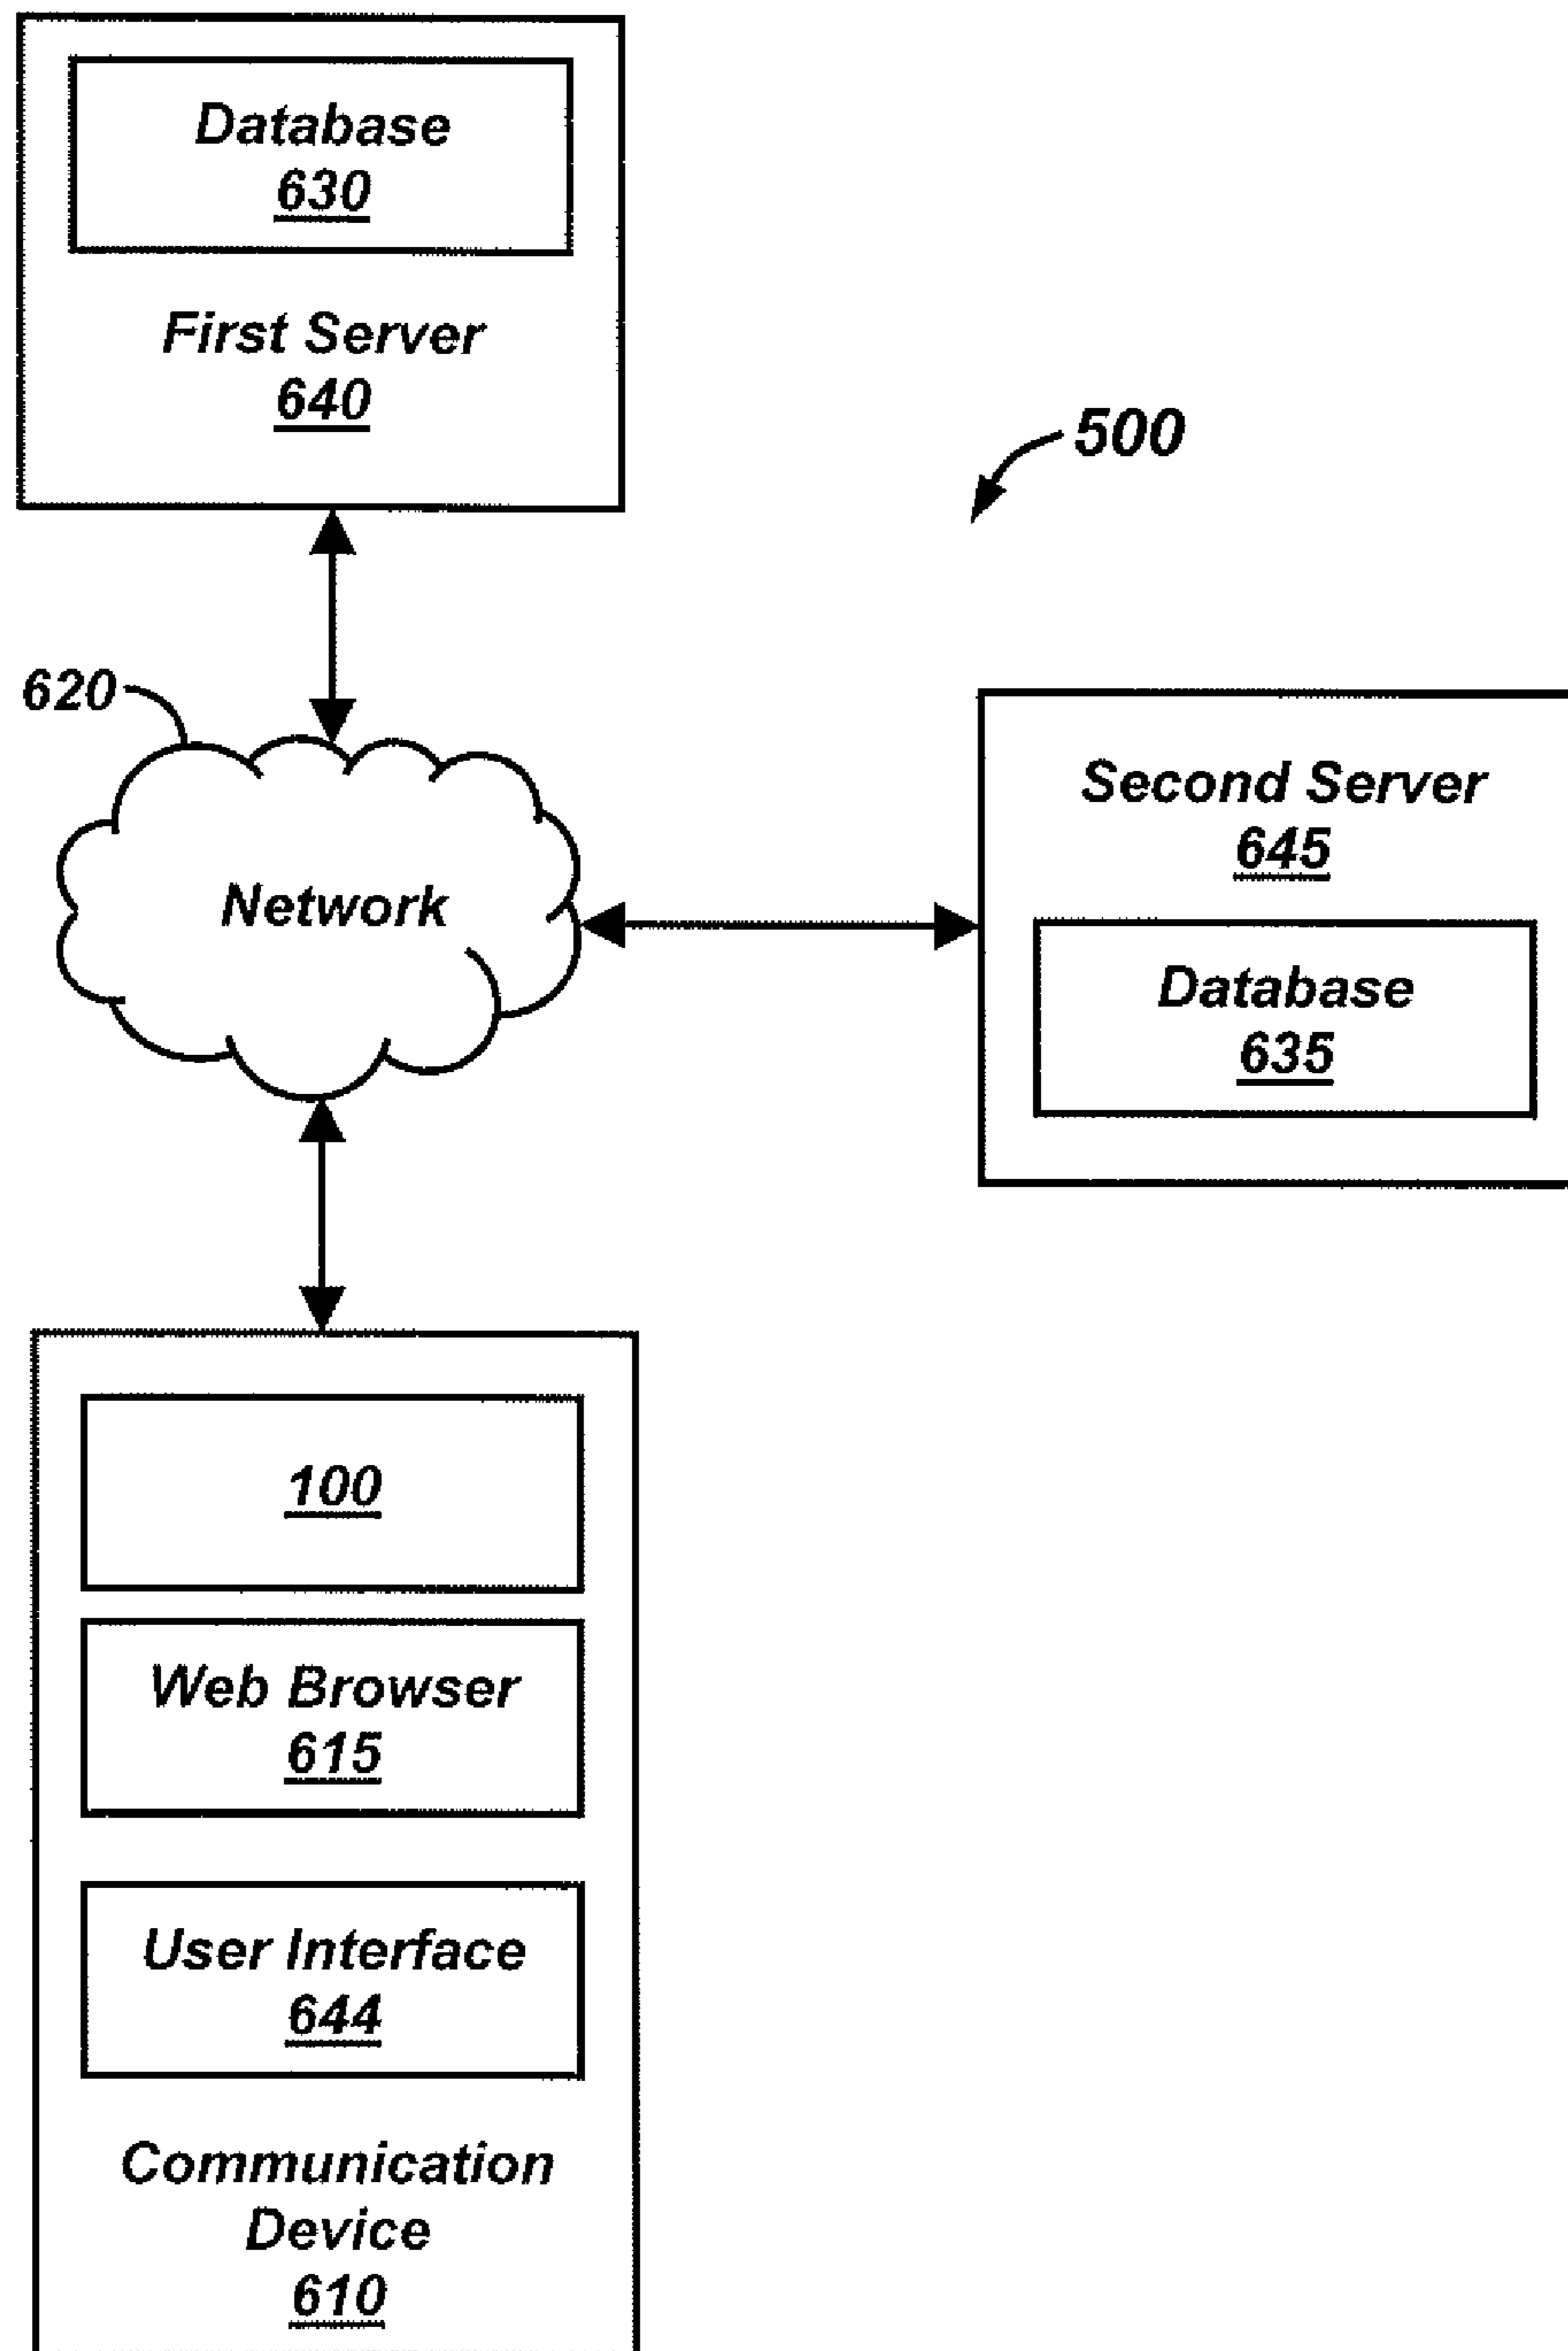 Database
630
First Server
640
500
620
Network
Second Server
645
Database
635
100
Web Browser
615
User Interface
644
Communication
Device
610